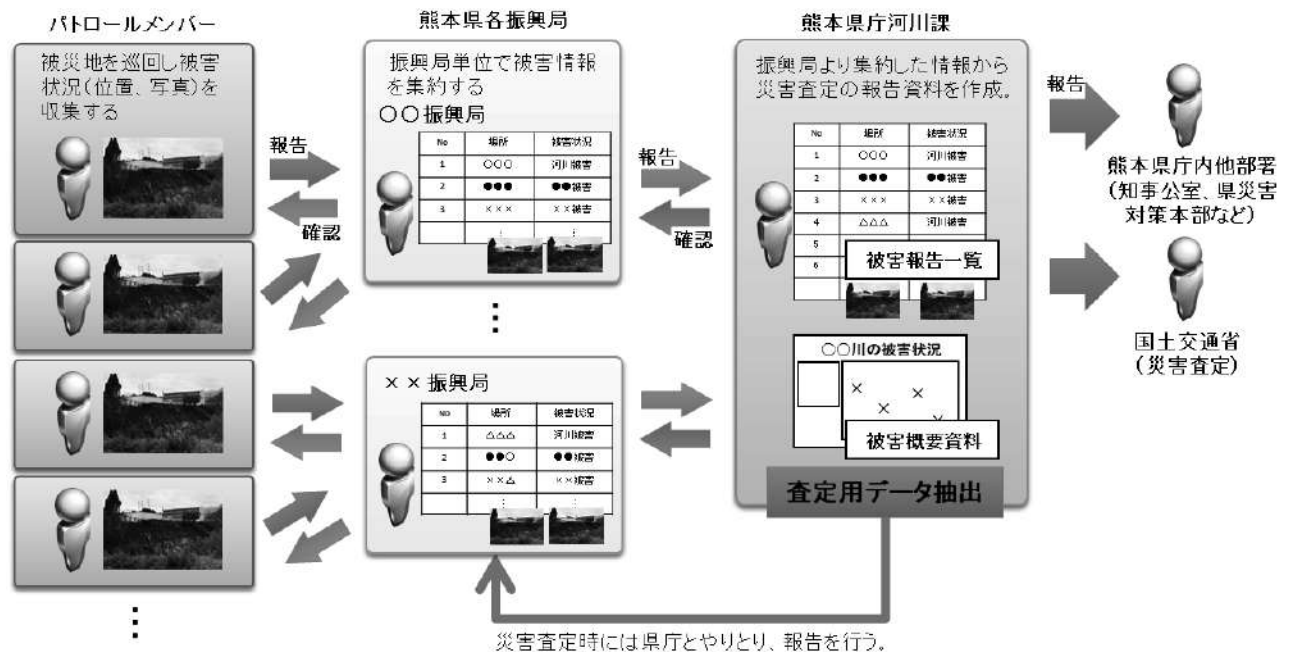 パトロールメンバー
被災地を巡回し被害
状況(位置、写真)を
収集する
報告
確認
熊本県各振興局
振興局単位で被害情報
を集約する
〇〇振興局
No 場所 被害状況
1 〇〇〇 河川被害
2 ●●● ●●被害
3 ××× ××被害
⋮ ⋮
⋮
××振興局
No 場所 被害状況
1 △△△ 河川被害
2 ●●〇 ●●被害
3 ××△ ××被害
⋮ ⋮
報告
確認
熊本県庁河川課
振興局より集約した情報から
災害査定の報告資料を作成。
No 場所 被害状況
1 〇〇〇 河川被害
2 ●●● ●●被害
3 ××× ××被害
4 △△△ 河川被害
5
6
被害報告一覧
〇〇川の被害状況
× ×
× ×
被害概要資料
査定用データ抽出
報告
熊本県庁内他部署
(知事公室、県災害
対策本部など)
国土交通省
(災害査定)
⋮
災害査定時には県庁とやりとり、報告を行う。